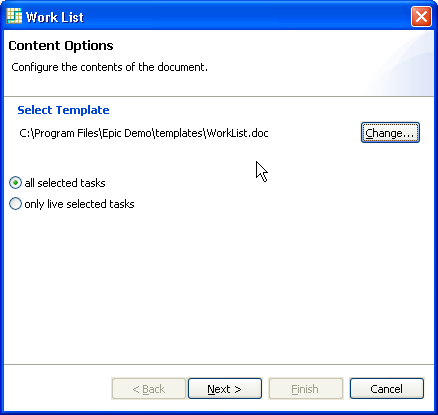 Work List
Content Options
Configure the contents of the document.
Select Template
C:\Program Files\Epic Demo\templates\WorkList.doc
Change...
all selected tasks
only live selected tasks
< Back
Next >
Finish
Cancel